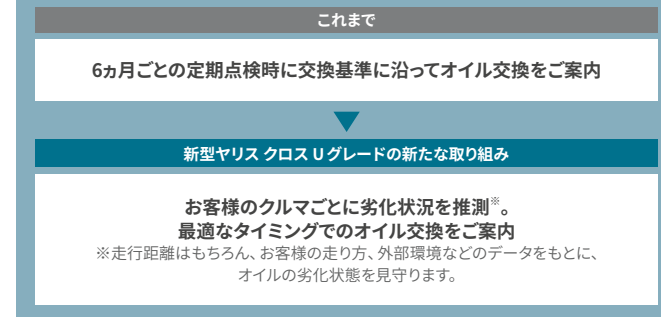 これまで
6ヵ月ごとの定期点検時に交換基準に沿ってオイル交換をご案内
新型ヤリス クロス Uグレードの新たな取り組み
お客様のクルマごとに劣化状況を推測※。
最適なタイミングでのオイル交換をご案内
※走行距離はもちろん、お客様の走り方、外部環境などのデータをもとに、
オイルの劣化状態を見守ります。